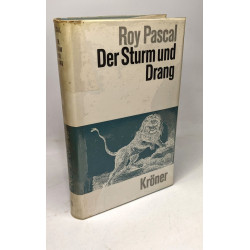 Roy Pascal
Der Sturm und
Drang
Kröner